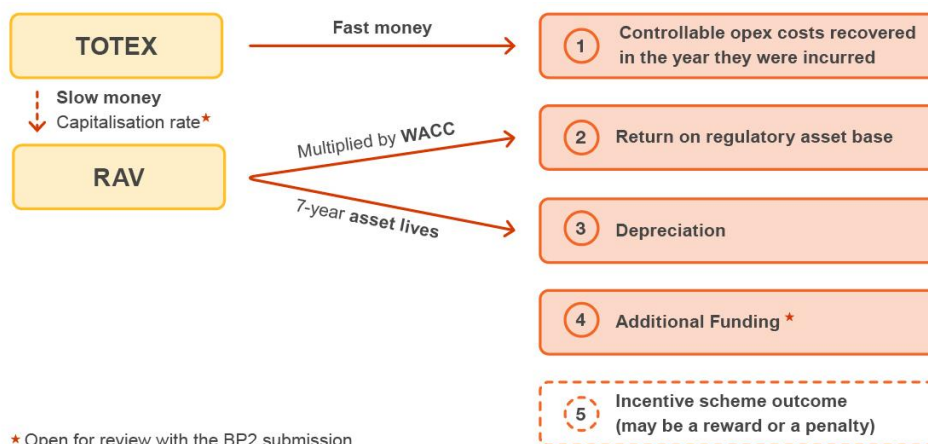 TOTEX
Fast money
1
Controllable opex costs recovered
in the year they were incurred
Slow money
Capitalisation rate★
RAV
Multiplied by WACC
2
Return on regulatory asset base
7-year asset lives
3
Depreciation
4
Additional Funding ★
5
Incentive scheme outcome
(may be a reward or a penalty)
★ Open for review with the BP2 submission